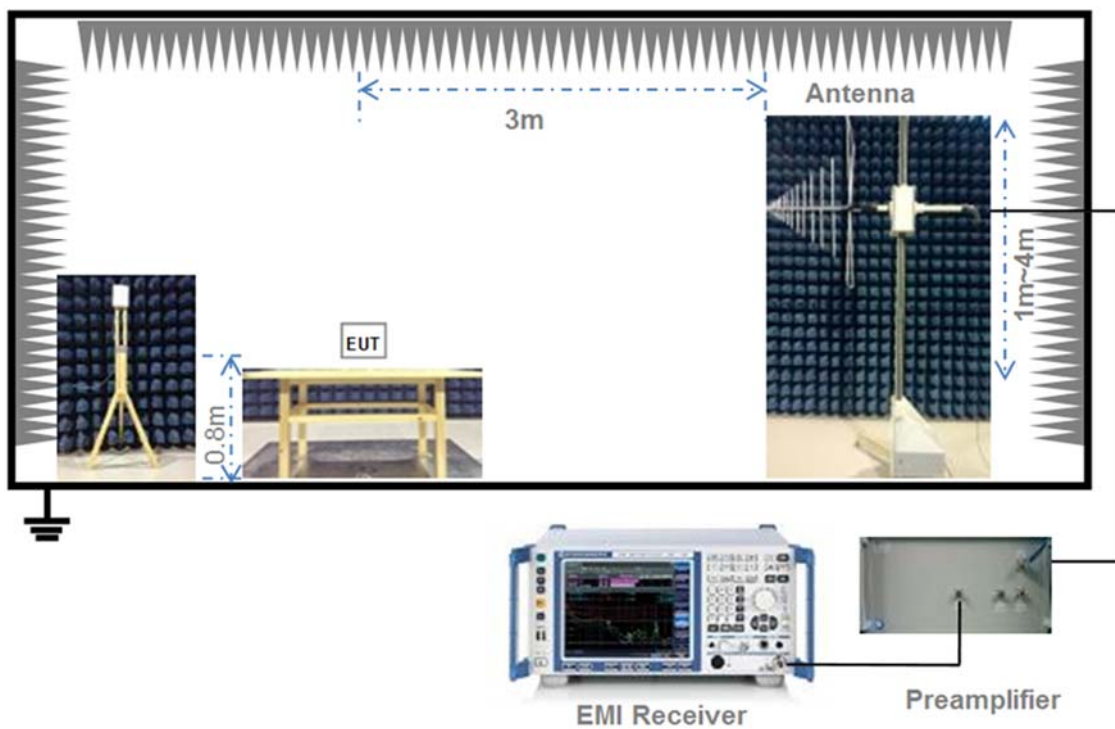 Antenna
3m
1m~4m
EUT
0.8m
EMI Receiver
Preamplifier